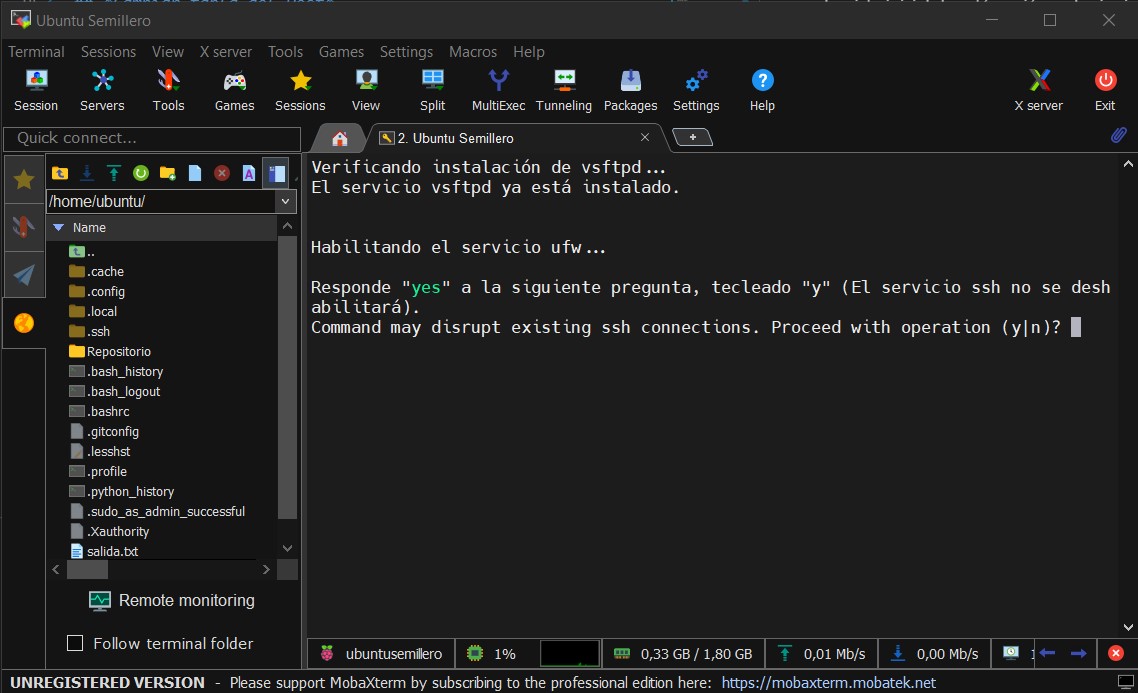 Ubuntu Semillero
Terminal Sessions View X server Tools Games Settings Macros Help
Session Servers Tools Games Sessions View Split MultiExec Tunneling Packages Settings Help X server Exit
Quick connect...
2. Ubuntu Semillero
/home/ubuntu/
Name
..
.cache
.config
.local
.ssh
Repositorio
.bash_history
.bash_logout
.bashrc
.gitconfig
.lesshst
.profile
.python_history
.sudo_as_admin_successful
.Xauthority
salida.txt
Remote monitoring
Follow terminal folder
Verificando instalación de vsftpd...
El servicio vsftpd ya está instalado.
Habilitando el servicio ufw...
Responde "yes" a la siguiente pregunta, tecleado "y" (El servicio ssh no se desh
abilitará).
Command may disrupt existing ssh connections. Proceed with operation (y|n)?
ubuntusemillero 1% 0,33 GB / 1,80 GB 0,01 Mb/s 0,00 Mb/s
UNREGISTERED VERSION - Please support MobaXterm by subscribing to the professional edition here: https://mobaxterm.mobatek.net